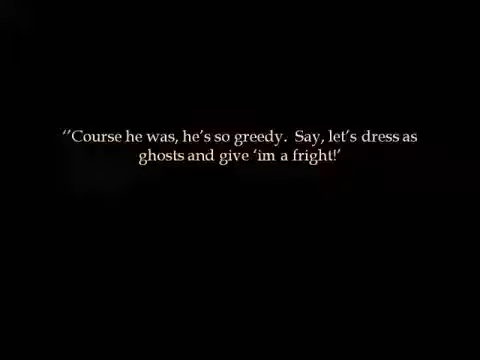 ‘’Course he was, he’s so greedy.  Say, let’s dress as
ghosts and give ‘im a fright!’